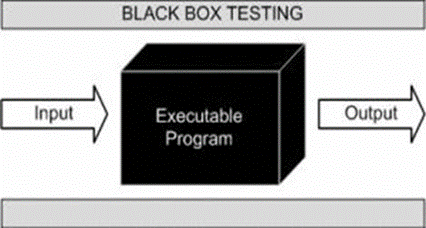 BLACK BOX TESTING
Input
Executable
Program
Output